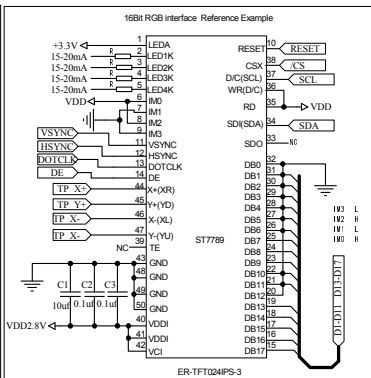 16Bit RGB interface Reference Example
+3.3V 1 LEDA
15-20mA R 2 LED1K
15-20mA R 3 LED2K
15-20mA R 4 LED3K
15-20mA R 5 LED4K
VDD 6 IM0
7 IM1
8 IM2
9 IM3
VSYNC 11 VSYNC
HSYNC 12 HSYNC
DOTCLK 13 DOTCLK
DE 14 DE
TP X+ 44 X+(XR)
TP Y+ 45 Y+(YD)
TP X- 46 X-(XL)
TP X- 47 Y-(YU)
NC 39 TE
43 GND
48 GND
49 GND
50 GND
C1 C2 C3
10uf 0.1uf 0.1uf
VDD2.8V 40 VDDI
41 VDDI
42 VCI
ST7789
RESET 10 RESET
CSX 38 /CS
D/C(SCL) 37 SCL
WR(D/C) 36
RD 35 VDD
SDI(SDA) 34 SDA
SDO 33 NC
DB0 32
DB1 31
DB2 30
DB3 29
DB4 28
DB5 27
DB6 26
DB7 25
DB8 24
DB9 23
DB10 22
DB11 21
DB12 20
DB13 19
DB14 18
DB15 17
DB16 16
DB17 15
IM3 L
IM2 H
IM1 L
IM0 H
D1-D11 D13-D17
ER-TFT024IPS-3